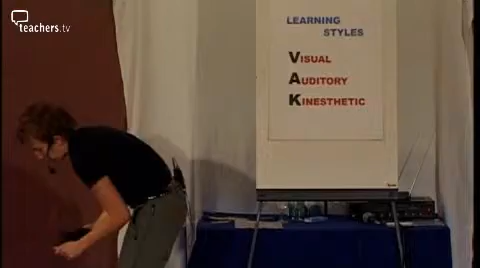 teachers.tv
LEARNING
STYLES
VISUAL
AUDITORY
KINESTHETIC